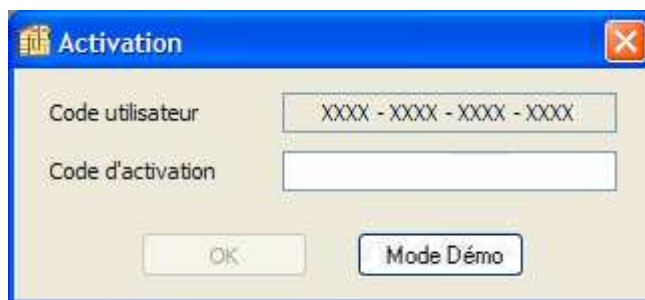 Activation
Code utilisateur XXXX - XXXX - XXXX - XXXX
Code d'activation
OK Mode Démo